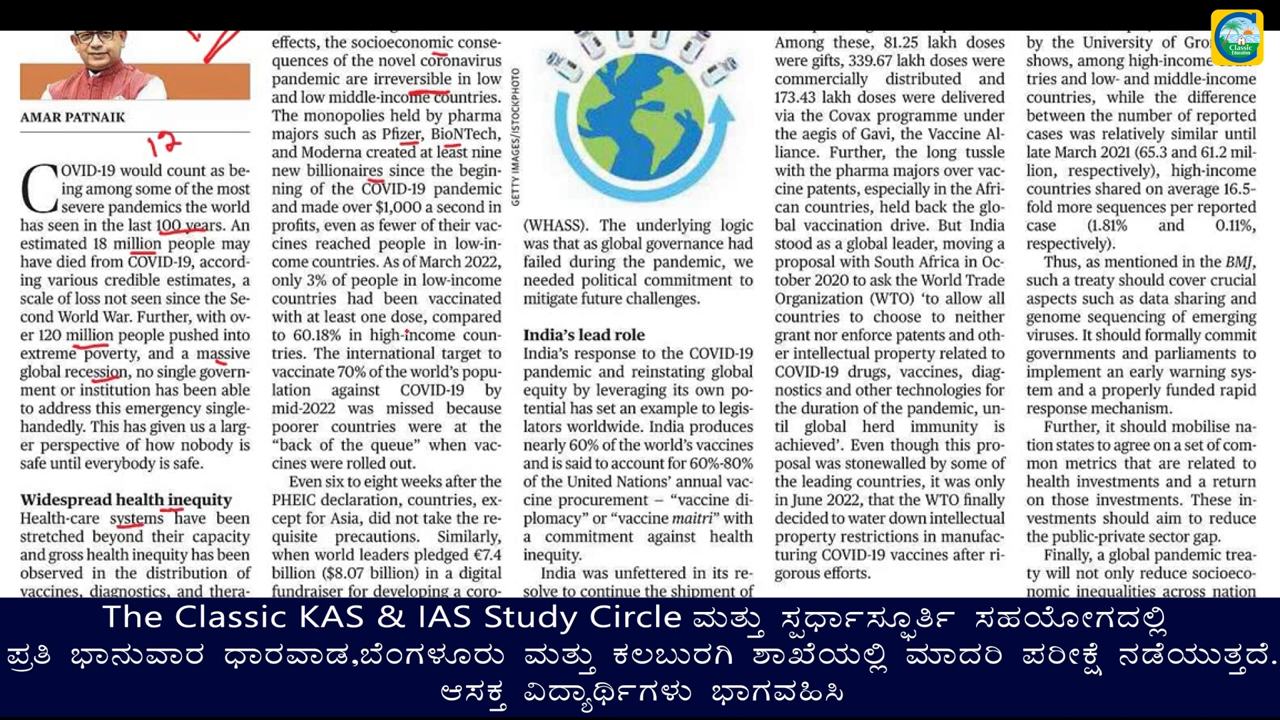 AMAR PATNAIK
12
COVID-19 would count as be-
ing among some of the most
severe pandemics the world
has seen in the last 100 years. An
estimated 18 million people may
have died from COVID-19, accord-
ing various credible estimates, a
scale of loss not seen since the Se-
cond World War. Further, with ov-
er 120 million people pushed into
extreme poverty, and a massive
global recession, no single govern-
ment or institution has been able
to address this emergency single-
handedly. This has given us a larg-
er perspective of how nobody is
safe until everybody is safe.
Widespread health inequity
Health-care systems have been
stretched beyond their capacity
and gross health inequity has been
observed in the distribution of
vaccines, diagnostics, and thera-
effects, the socioeconomic conse-
quences of the novel coronavirus
pandemic are irreversible in low
and low middle-income countries.
The monopolies held by pharma
majors such as Pfizer, BioNTech,
and Moderna created at least nine
new billionaires since the begin-
ning of the COVID-19 pandemic
and made over $1,000 a second in
profits, even as fewer of their vac-
cines reached people in low-in-
come countries. As of March 2022,
only 3% of people in low-income
countries had been vaccinated
with at least one dose, compared
to 60.18% in high-income coun-
tries. The international target to
vaccinate 70% of the world's popu-
lation against COVID-19 by
mid-2022 was missed because
poorer countries were at the
“back of the queue” when vac-
cines were rolled out.
Even six to eight weeks after the
PHEIC declaration, countries, ex-
cept for Asia, did not take the re-
quisite precautions. Similarly,
when world leaders pledged €7.4
billion ($8.07 billion) in a digital
fundraiser for developing a coro-
GETTY IMAGES/ISTOCKPHOTO
(WHASS). The underlying logic
was that as global governance had
failed during the pandemic, we
needed political commitment to
mitigate future challenges.
India's lead role
India's response to the COVID-19
pandemic and reinstating global
equity by leveraging its own po-
tential has set an example to legis-
lators worldwide. India produces
nearly 60% of the world's vaccines
and is said to account for 60%-80%
of the United Nations' annual vac-
cine procurement – “vaccine di-
plomacy” or “vaccine maitri” with
a commitment against health
inequity.
India was unfettered in its re-
solve to continue the shipment of
Among these, 81.25 lakh doses
were gifts, 339.67 lakh doses were
commercially distributed and
173.43 lakh doses were delivered
via the Covax programme under
the aegis of Gavi, the Vaccine Al-
liance. Further, the long tussle
with the pharma majors over vac-
cine patents, especially in the Afri-
can countries, held back the glo-
bal vaccination drive. But India
stood as a global leader, moving a
proposal with South Africa in Oc-
tober 2020 to ask the World Trade
Organization (WTO) ‘to allow all
countries to choose to neither
grant nor enforce patents and oth-
er intellectual property related to
COVID-19 drugs, vaccines, diag-
nostics and other technologies for
the duration of the pandemic, un-
til global herd immunity is
achieved’. Even though this pro-
posal was stonewalled by some of
the leading countries, it was only
in June 2022, that the WTO finally
decided to water down intellectual
property restrictions in manufac-
turing COVID-19 vaccines after ri-
gorous efforts.
by the University of Gro
shows, among high-income
tries and low- and middle-income
countries, while the difference
between the number of reported
cases was relatively similar until
late March 2021 (65.3 and 61.2 mil-
lion, respectively), high-income
countries shared on average 16.5-
fold more sequences per reported
case (1.81% and 0.11%,
respectively).
Thus, as mentioned in the BMJ,
such a treaty should cover crucial
aspects such as data sharing and
genome sequencing of emerging
viruses. It should formally commit
governments and parliaments to
implement an early warning sys-
tem and a properly funded rapid
response mechanism.
Further, it should mobilise na-
tion states to agree on a set of com-
mon metrics that are related to
health investments and a return
on those investments. These in-
vestments should aim to reduce
the public-private sector gap.
Finally, a global pandemic trea-
ty will not only reduce socioeco-
nomic inequalities across nation
Classic
Education
The Classic KAS & IAS Study Circle ಮತ್ತು ಸ್ಪರ್ಧಾಸ್ಫೂರ್ತಿ ಸಹಯೋಗದಲ್ಲಿ
ಪ್ರತಿ ಭಾನುವಾರ ಧಾರವಾಡ,ಬೆಂಗಳೂರು ಮತ್ತು ಕಲಬುರಗಿ ಶಾಖೆಯಲ್ಲಿ ಮಾದರಿ ಪರೀಕ್ಷೆ ನಡೆಯುತ್ತದೆ.
ಆಸಕ್ತ ವಿದ್ಯಾರ್ಥಿಗಳು ಭಾಗವಹಿಸಿ